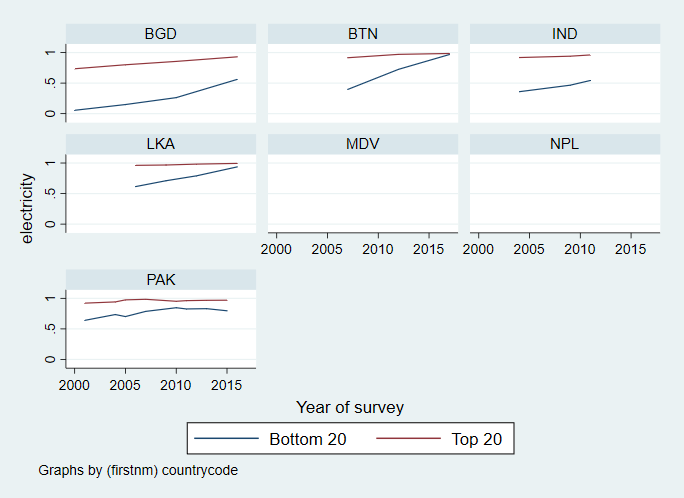 BGD BTN IND
1
.5
0
LKA MDV NPL
1
.5
0
electricity
2000 2005 2010 2015 2000 2005 2010 2015
PAK
1
.5
0
2000 2005 2010 2015
Year of survey
Bottom 20 Top 20
Graphs by (firstnm) countrycode